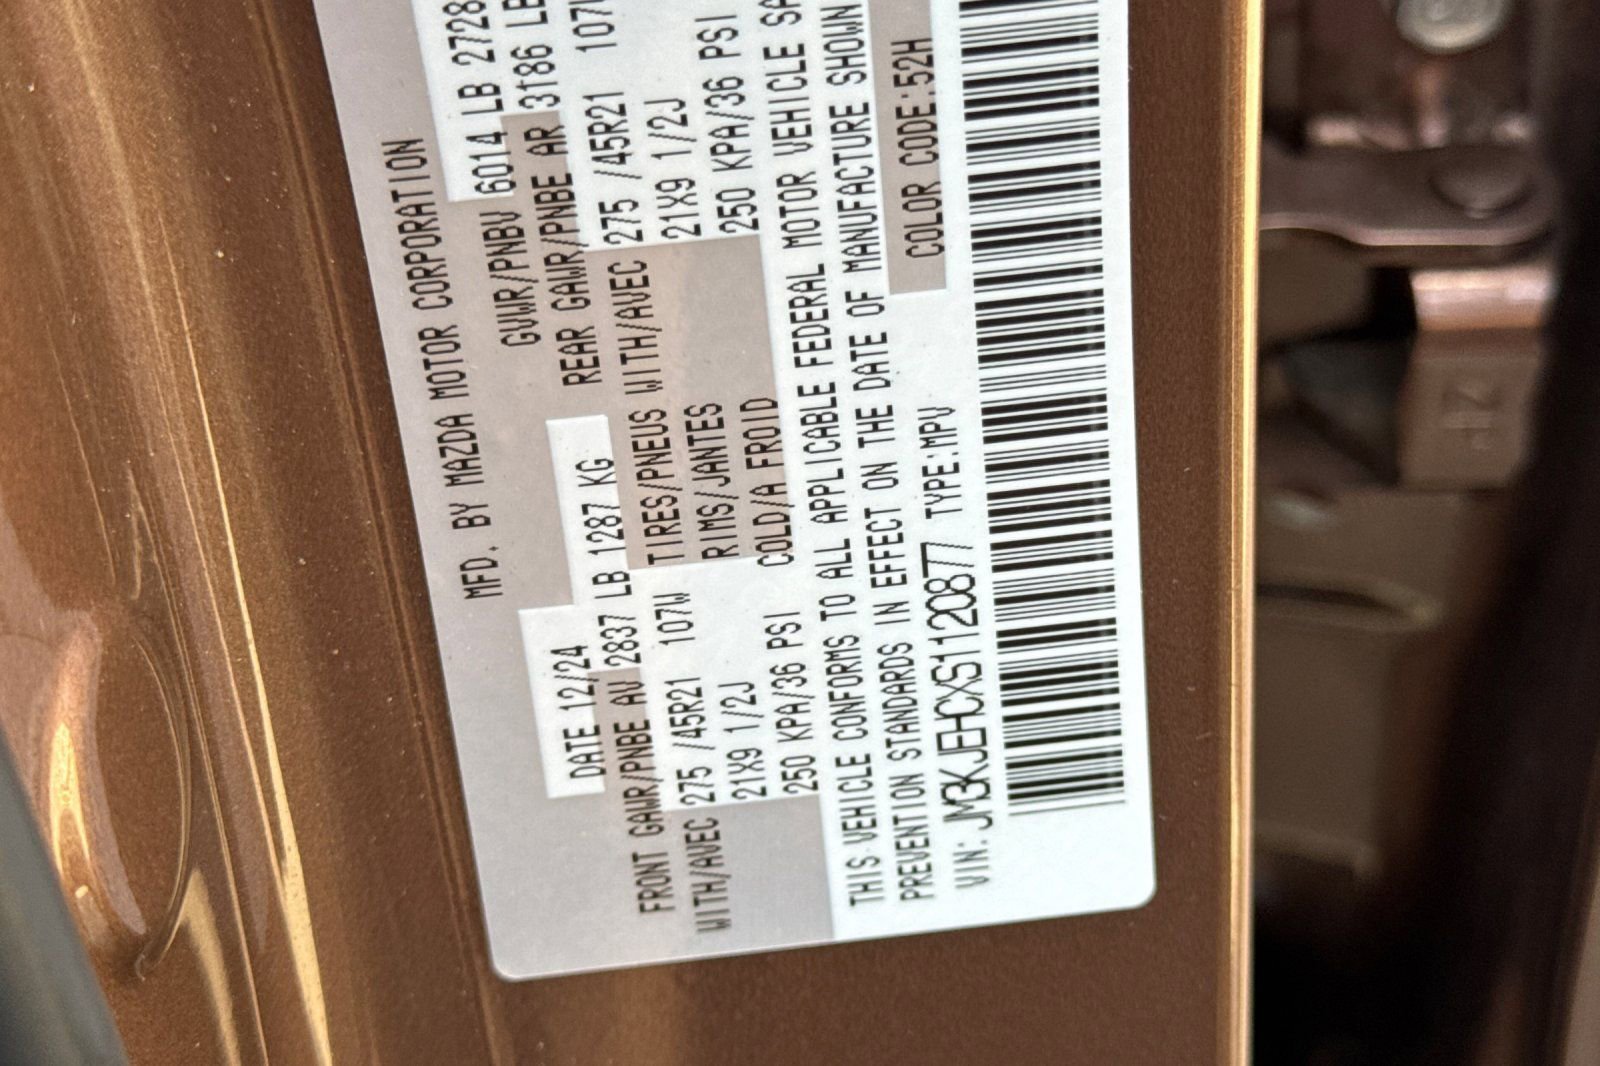 MFD. BY MAZDA MOTOR CORPORATION
DATE 12/24
GVWR/PNBV 6014 LB 2728
FRONT GAWR/PNBE AV 2837 LB 1287 KG
REAR GAWR/PNBE AR 3186 LB
WITH/AVEC 275 /45R21 107W
TIRES/PNEUS WITH/AVEC 275 /45R21 107W
21X9 1/2J
RIMS/JANTES
21X9 1/2J
250 KPA/36 PSI
COLD/A FROID
250 KPA/36 PSI
THIS VEHICLE CONFORMS TO ALL APPLICABLE FEDERAL MOTOR VEHICLE
PREVENTION STANDARDS IN EFFECT ON THE DATE OF MANUFACTURE SHOWN
VIN: JM3KJEHCXS1120877 TYPE:MPV
COLOR CODE:52H